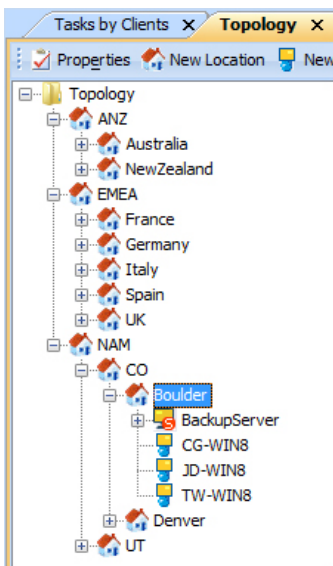 Tasks by Clients X Topology X
Properties New Location New
Topology
ANZ
Australia
NewZealand
EMEA
France
Germany
Italy
Spain
UK
NAM
CO
Boulder
BackupServer
CG-WIN8
JD-WIN8
TW-WIN8
Denver
UT